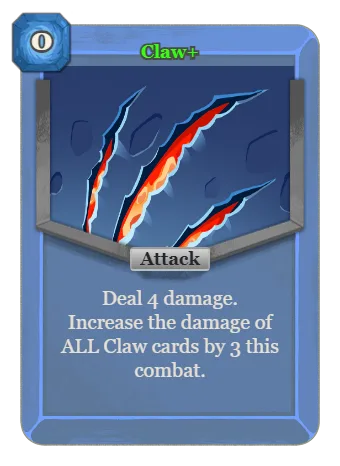 0
Claw+
Attack
Deal 4 damage.
Increase the damage of
ALL Claw cards by 3 this
combat.